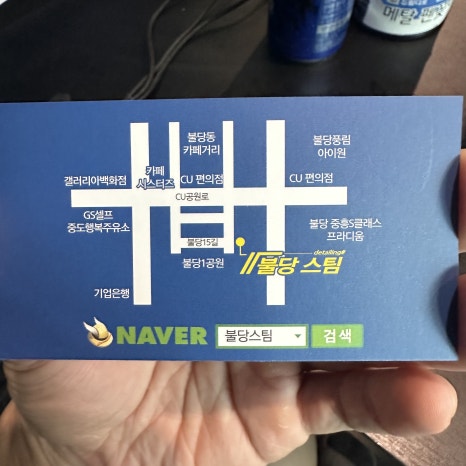 메탈 렌
불당동
카페거리
불당풍림
아이원
갤러리아백화점
카페
시스터즈
CU 편의점
CU 편의점
CU공원로
GS셀프
중도행복주유소
불당 중흥S클래스
프라디움
불당15길
불당1공원
detailing
불당 스팀
기업은행
NAVER
불당스팀
검색